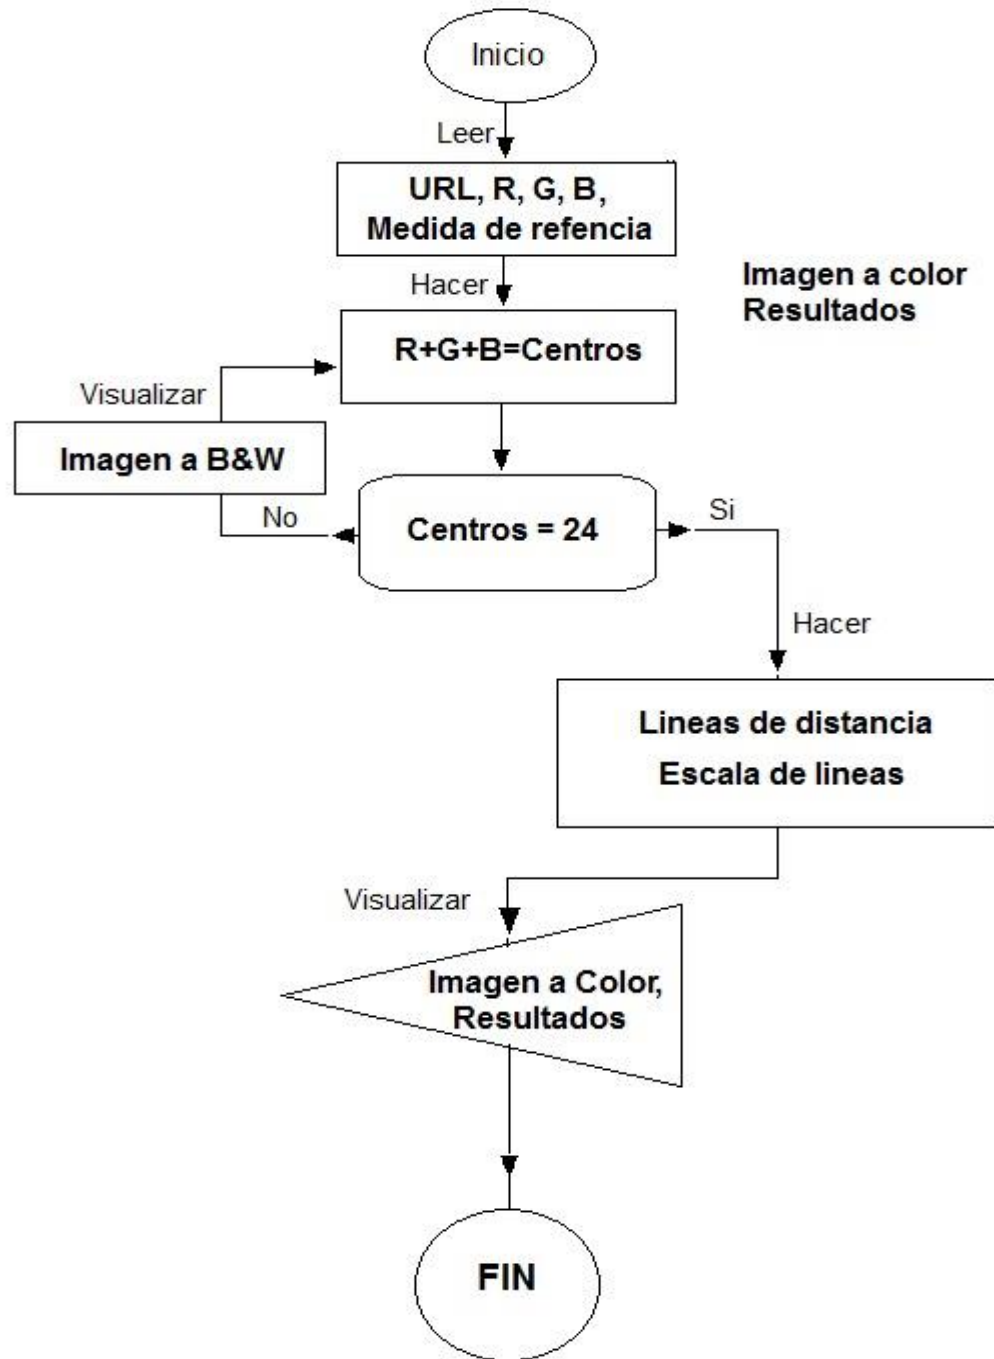 Inicio
Leer
URL, R, G, B,
Medida de refencia
Hacer
Imagen a color
Resultados
R+G+B=Centros
Visualizar
Imagen a B&W
No
Centros = 24
Si
Hacer
Lineas de distancia
Escala de lineas
Visualizar
Imagen a Color,
Resultados
FIN